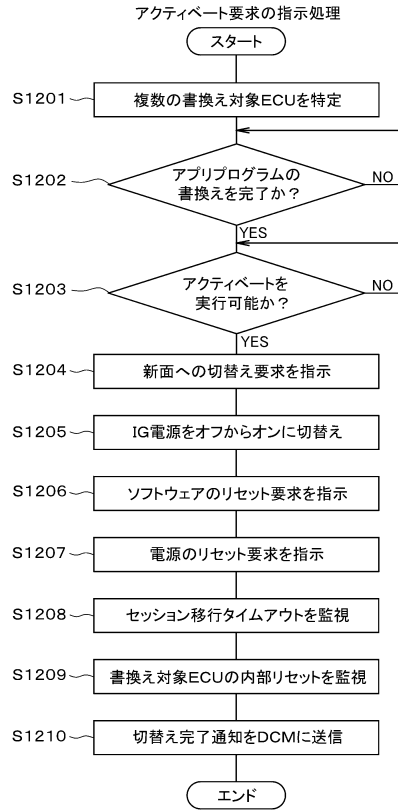 アクティベート要求の指示処理
スタート
S1201
複数の書換え対象ECUを特定
S1202
アプリプログラムの
書換えを完了か？
NO
YES
S1203
アクティベートを
実行可能か？
NO
YES
S1204
新面への切替え要求を指示
S1205
IG電源をオフからオンに切替え
S1206
ソフトウェアのリセット要求を指示
S1207
電源のリセット要求を指示
S1208
セッション移行タイムアウトを監視
S1209
書換え対象ECUの内部リセットを監視
S1210
切替え完了通知をDCMに送信
エンド